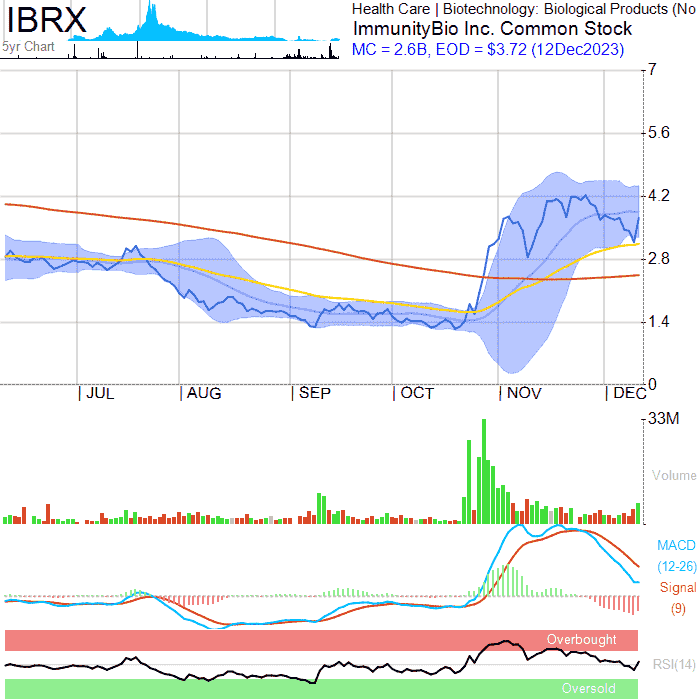 IBRX
5yr Chart
Health Care | Biotechnology: Biological Products (No
ImmunityBio Inc. Common Stock
MC = 2.6B, EOD = $3.72 (12Dec2023)
7
5.6
4.2
2.8
1.4
0
| JUL | AUG | SEP | OCT | NOV | DEC
33M
Volume
MACD
(12-26)
Signal
(9)
Overbought
RSI(14)
Oversold